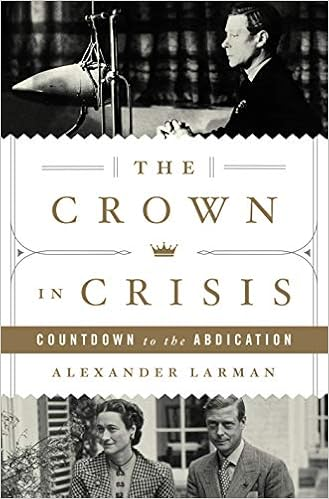 THE
CROWN
IN CRISIS
COUNTDOWN to the ABDICATION
ALEXANDER LARMAN